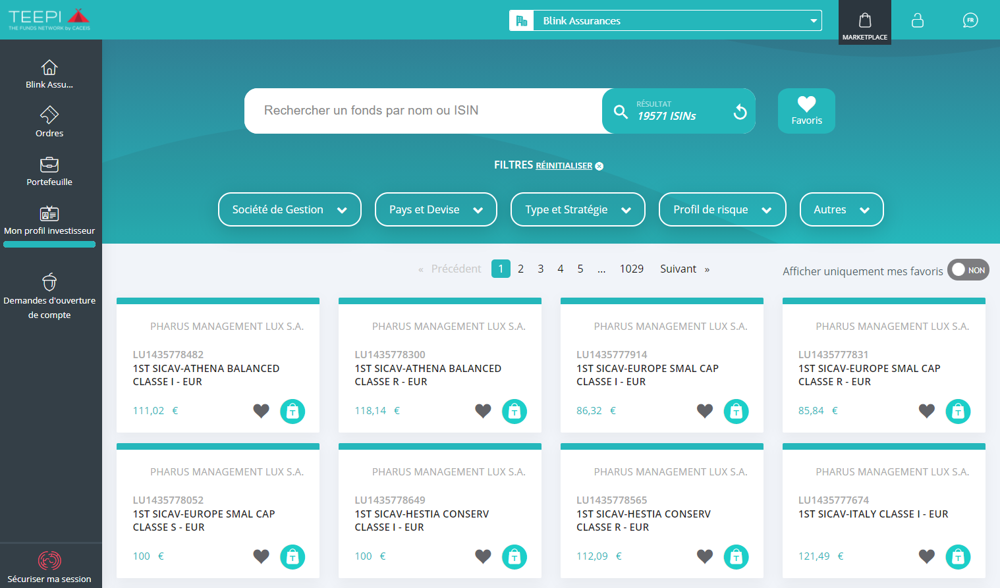 TEEPI
THE FUNDS NETWORK by CACEIS
Blink Assurances
MARKETPLACE
FR
Blink Assu...
Ordres
Portefeuille
Mon profil investisseur
Demandes d'ouverture
de compte
Sécuriser ma session
Rechercher un fonds par nom ou ISIN
RÉSULTAT
19571 ISINs
Favoris
FILTRES RÉINITIALISER
Société de Gestion
Pays et Devise
Type et Stratégie
Profil de risque
Autres
« Précédent 1 2 3 4 5 ... 1029 Suivant »
Afficher uniquement mes favoris NON
PHARUS MANAGEMENT LUX S.A.
LU1435778482
1ST SICAV-ATHENA BALANCED
CLASSE I - EUR
111,02 €
T
PHARUS MANAGEMENT LUX S.A.
LU1435778300
1ST SICAV-ATHENA BALANCED
CLASSE R - EUR
118,14 €
T
PHARUS MANAGEMENT LUX S.A.
LU1435777914
1ST SICAV-EUROPE SMAL CAP
CLASSE I - EUR
86,32 €
T
PHARUS MANAGEMENT LUX S.A.
LU1435777831
1ST SICAV-EUROPE SMAL CAP
CLASSE R - EUR
85,84 €
T
PHARUS MANAGEMENT LUX S.A.
LU1435778052
1ST SICAV-EUROPE SMAL CAP
CLASSE S - EUR
100 €
T
PHARUS MANAGEMENT LUX S.A.
LU1435778649
1ST SICAV-HESTIA CONSERV
CLASSE I - EUR
100 €
T
PHARUS MANAGEMENT LUX S.A.
LU1435778565
1ST SICAV-HESTIA CONSERV
CLASSE R - EUR
112,09 €
T
PHARUS MANAGEMENT LUX S.A.
LU1435777674
1ST SICAV-ITALY CLASSE I - EUR
121,49 €
T